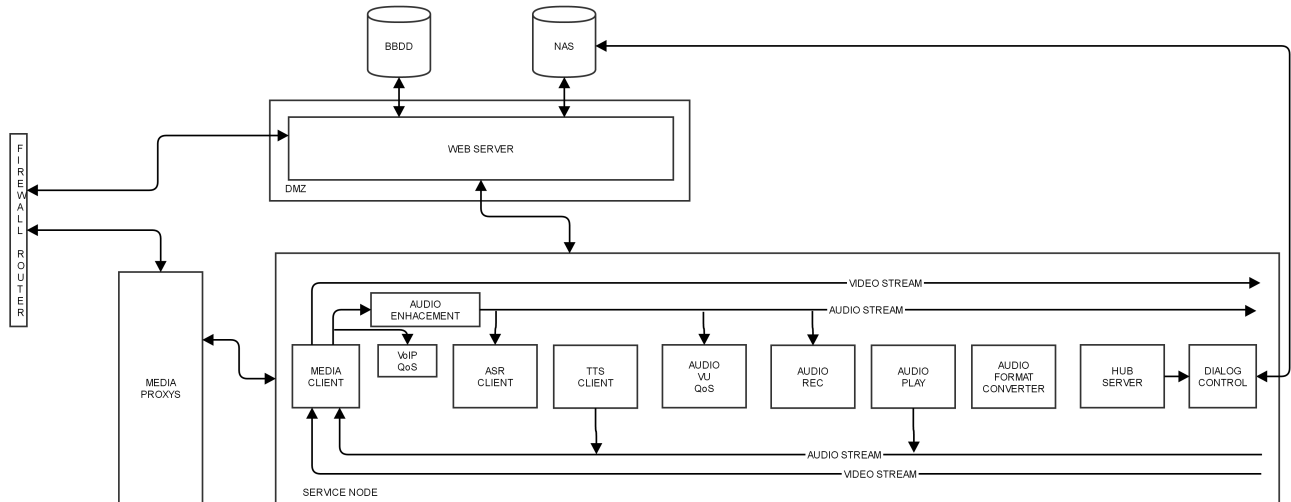 BBDD
NAS
WEB SERVER
DMZ
FIREWALL ROUTER
VIDEO STREAM
AUDIO
ENHACEMENT
AUDIO STREAM
MEDIA
PROXYS
MEDIA
CLIENT
VoIP
QoS
ASR
CLIENT
TTS
CLIENT
AUDIO
VU
QoS
AUDIO
REC
AUDIO
PLAY
AUDIO
FORMAT
CONVERTER
HUB
SERVER
DIALOG
CONTROL
AUDIO STREAM
VIDEO STREAM
SERVICE NODE